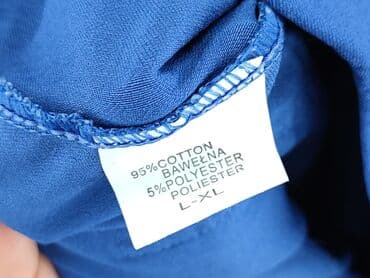 95%COTTON
BAWEŁNA
5%POLYESTER
POLIESTER
L-XL